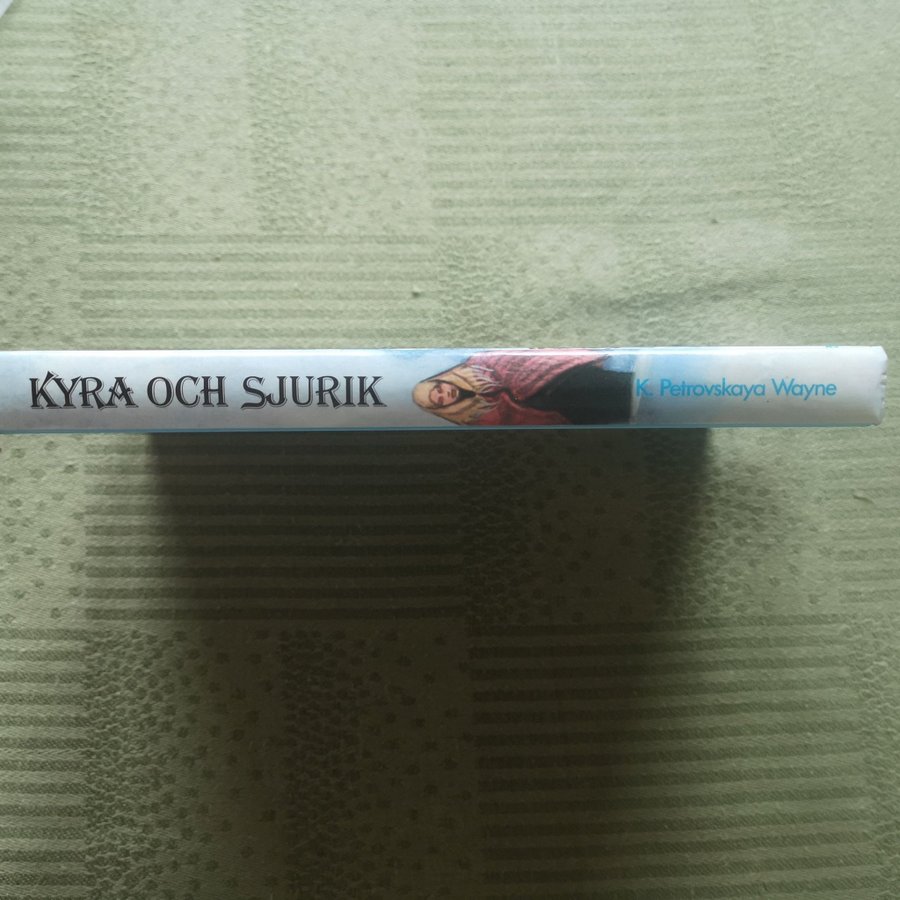 KYRA OCH SJURIK
K. Petrovskaya Wayne